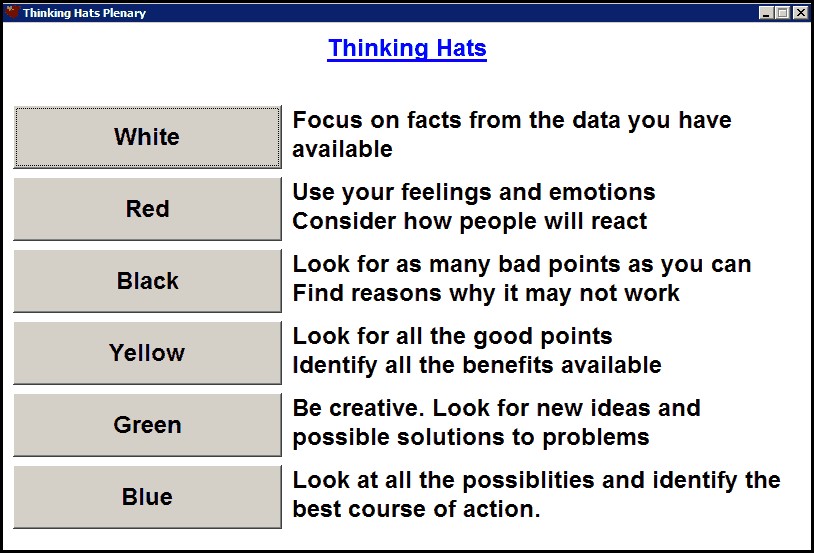 Thinking Hats Plenary
Thinking Hats
White
Focus on facts from the data you have
available
Red
Use your feelings and emotions
Consider how people will react
Black
Look for as many bad points as you can
Find reasons why it may not work
Yellow
Look for all the good points
Identify all the benefits available
Green
Be creative. Look for new ideas and
possible solutions to problems
Blue
Look at all the possiblities and identify the
best course of action.